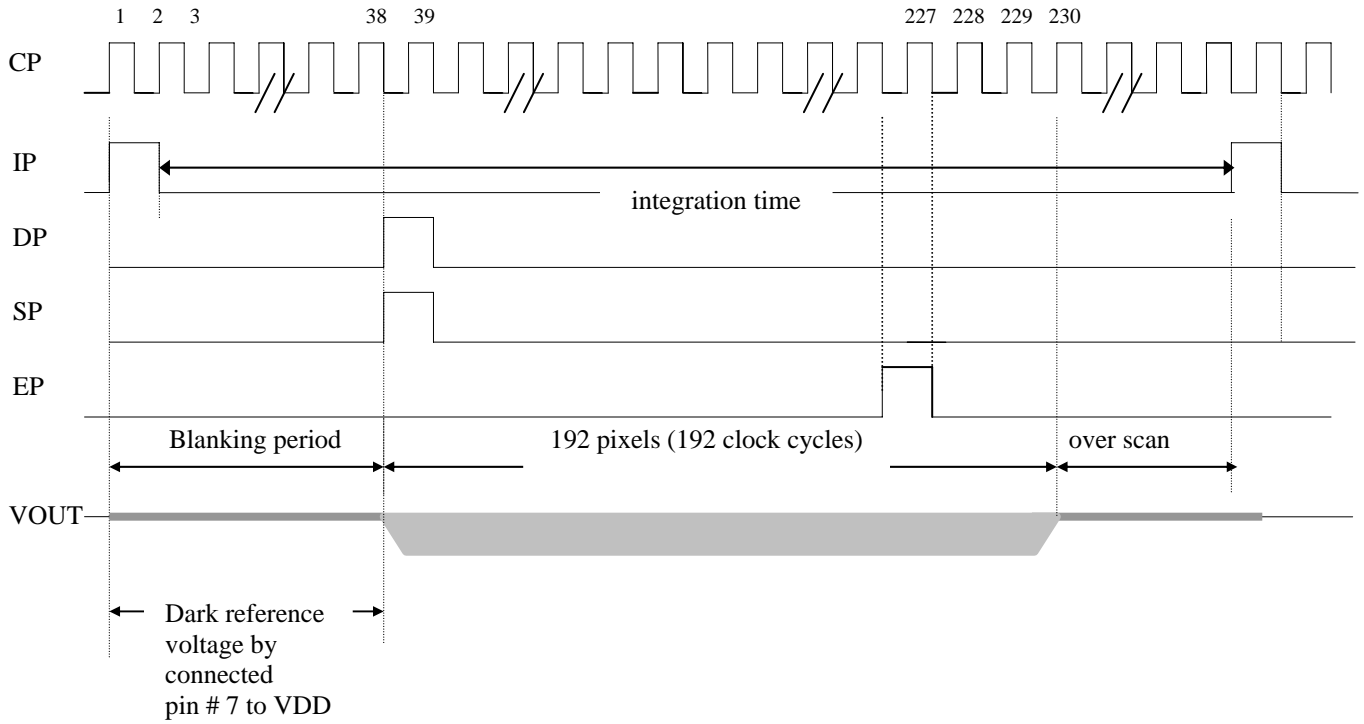 1 2 3 38 39 227 228 229 230
CP
IP
integration time
DP
SP
EP
Blanking period 192 pixels (192 clock cycles) over scan
VOUT
Dark reference
voltage by
connected
pin # 7 to VDD